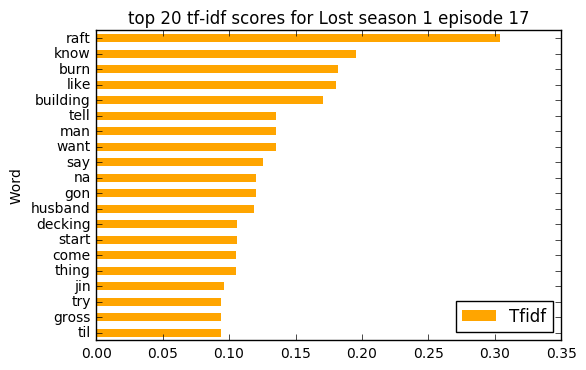 top 20 tf-idf scores for Lost season 1 episode 17
Word
raft
know
burn
like
building
tell
man
want
say
na
gon
husband
decking
start
come
thing
jin
try
gross
til
Tfidf
0.00 0.05 0.10 0.15 0.20 0.25 0.30 0.35